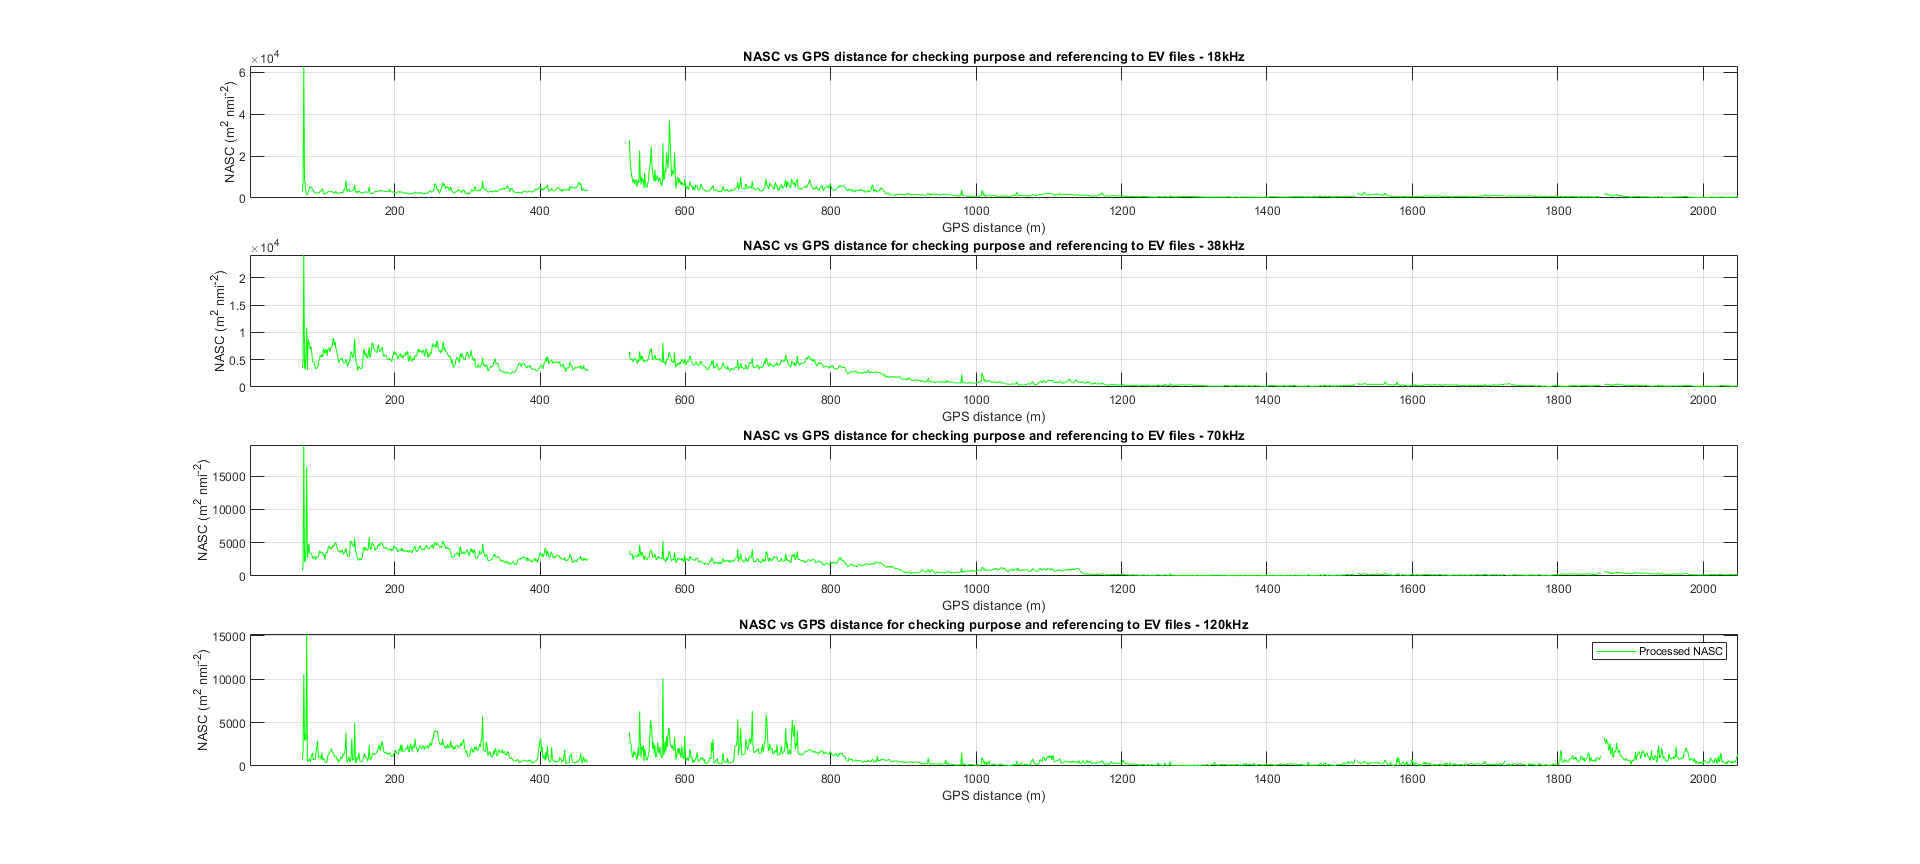 NASC vs GPS distance for checking purpose and referencing to EV files - 18kHz
×10⁴
NASC (m² nmi⁻²)
6
4
2
0
200 400 600 800 1000 1200 1400 1600 1800 2000
GPS distance (m)
NASC vs GPS distance for checking purpose and referencing to EV files - 38kHz
×10⁴
NASC (m² nmi⁻²)
2
1.5
1
0.5
0
200 400 600 800 1000 1200 1400 1600 1800 2000
GPS distance (m)
NASC vs GPS distance for checking purpose and referencing to EV files - 70kHz
NASC (m² nmi⁻²)
15000
10000
5000
0
200 400 600 800 1000 1200 1400 1600 1800 2000
GPS distance (m)
NASC vs GPS distance for checking purpose and referencing to EV files - 120kHz
NASC (m² nmi⁻²)
15000
10000
5000
0
Processed NASC
200 400 600 800 1000 1200 1400 1600 1800 2000
GPS distance (m)